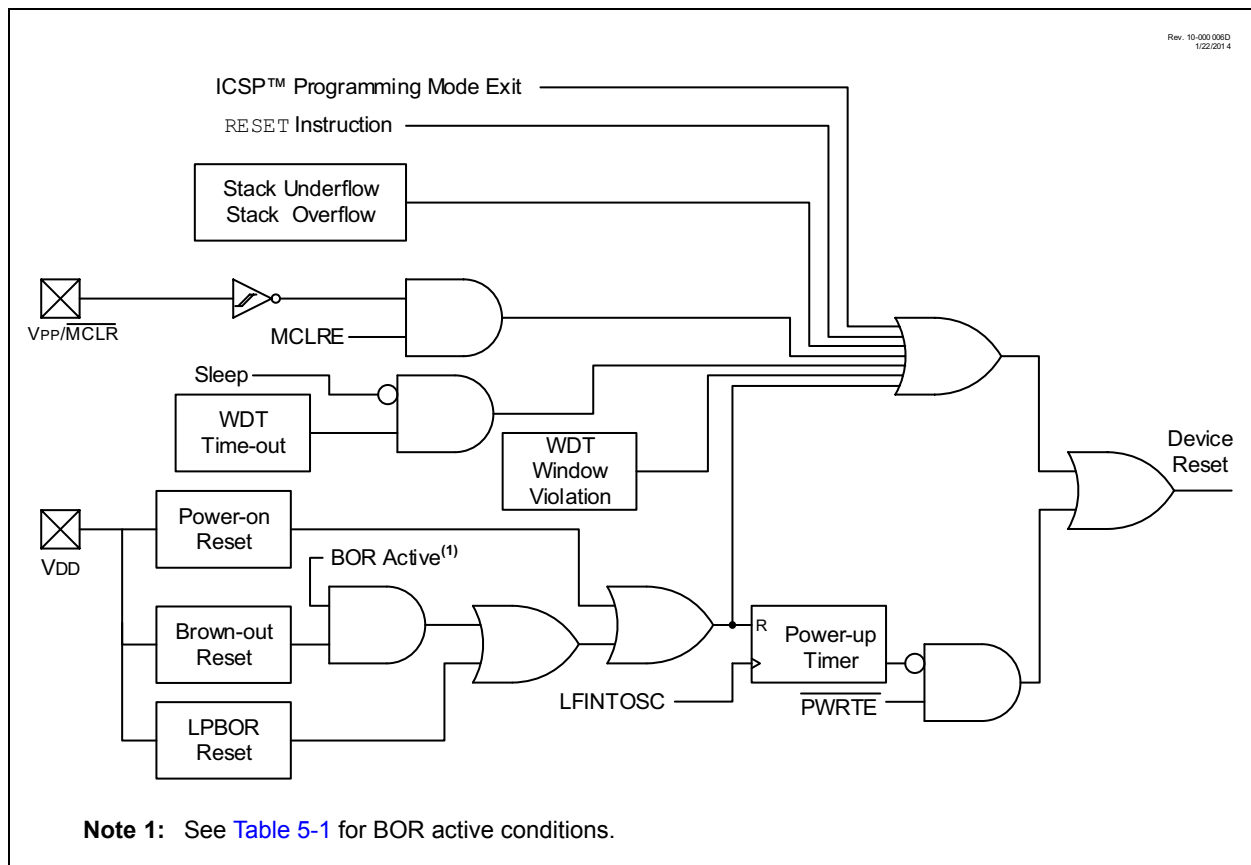 Rev. 10-000 006D
1/22/201 4
ICSP™ Programming Mode Exit
RESET Instruction
Stack Underflow
Stack Overflow
VPP/MCLR
MCLRE
Sleep
WDT
Time-out
WDT
Window
Violation
Device
Reset
VDD
Power-on
Reset
BOR Active(1)
Brown-out
Reset
R
Power-up
Timer
LFINTOSC
PWRTE
LPBOR
Reset
Note 1: See Table 5-1 for BOR active conditions.